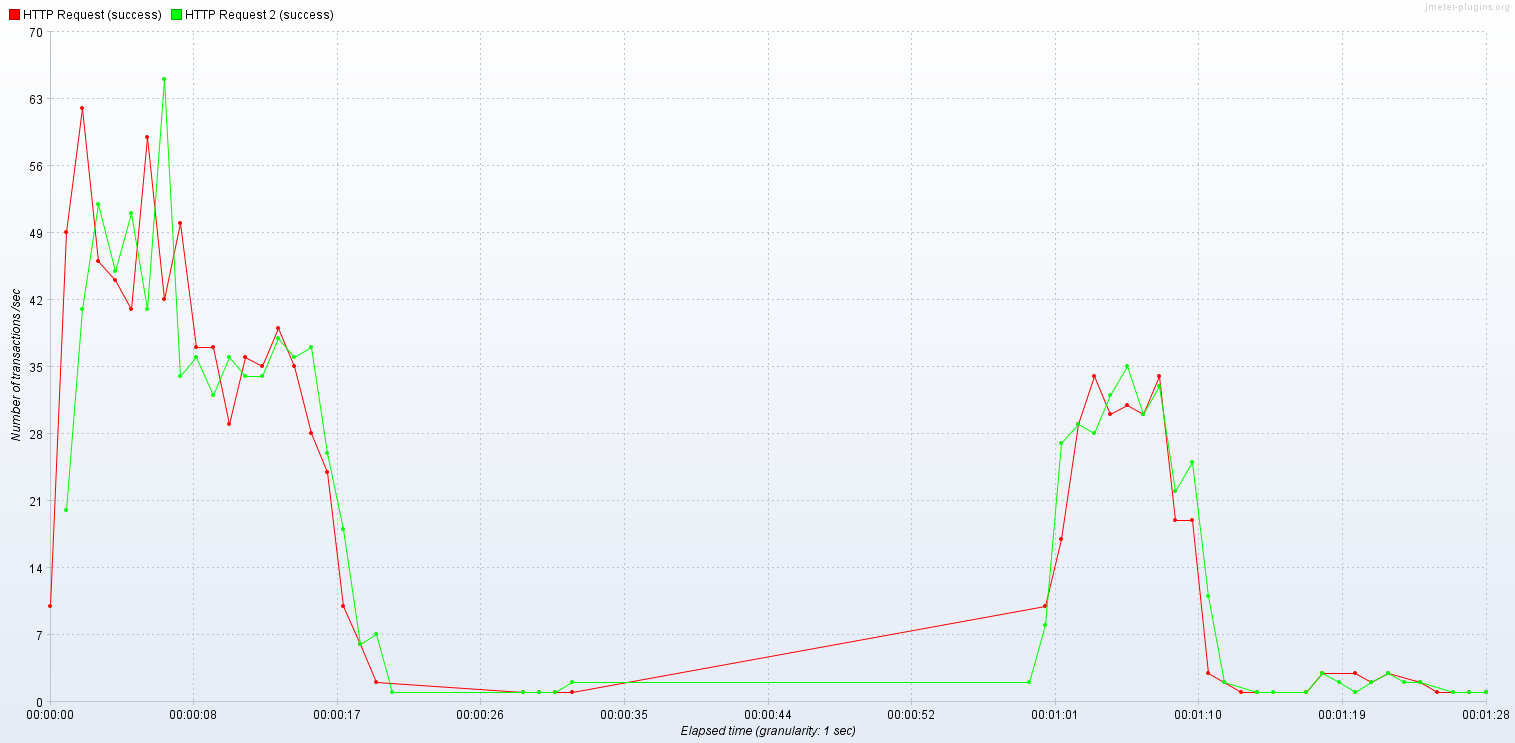 HTTP Request (success) HTTP Request 2 (success)
jmeter-plugins.org
70
63
56
49
42
35
28
21
14
7
0
Number of transactions /sec
00:00:00 00:00:08 00:00:17 00:00:26 00:00:35 00:00:44 00:00:52 00:01:01 00:01:10 00:01:19 00:01:28
Elapsed time (granularity: 1 sec)